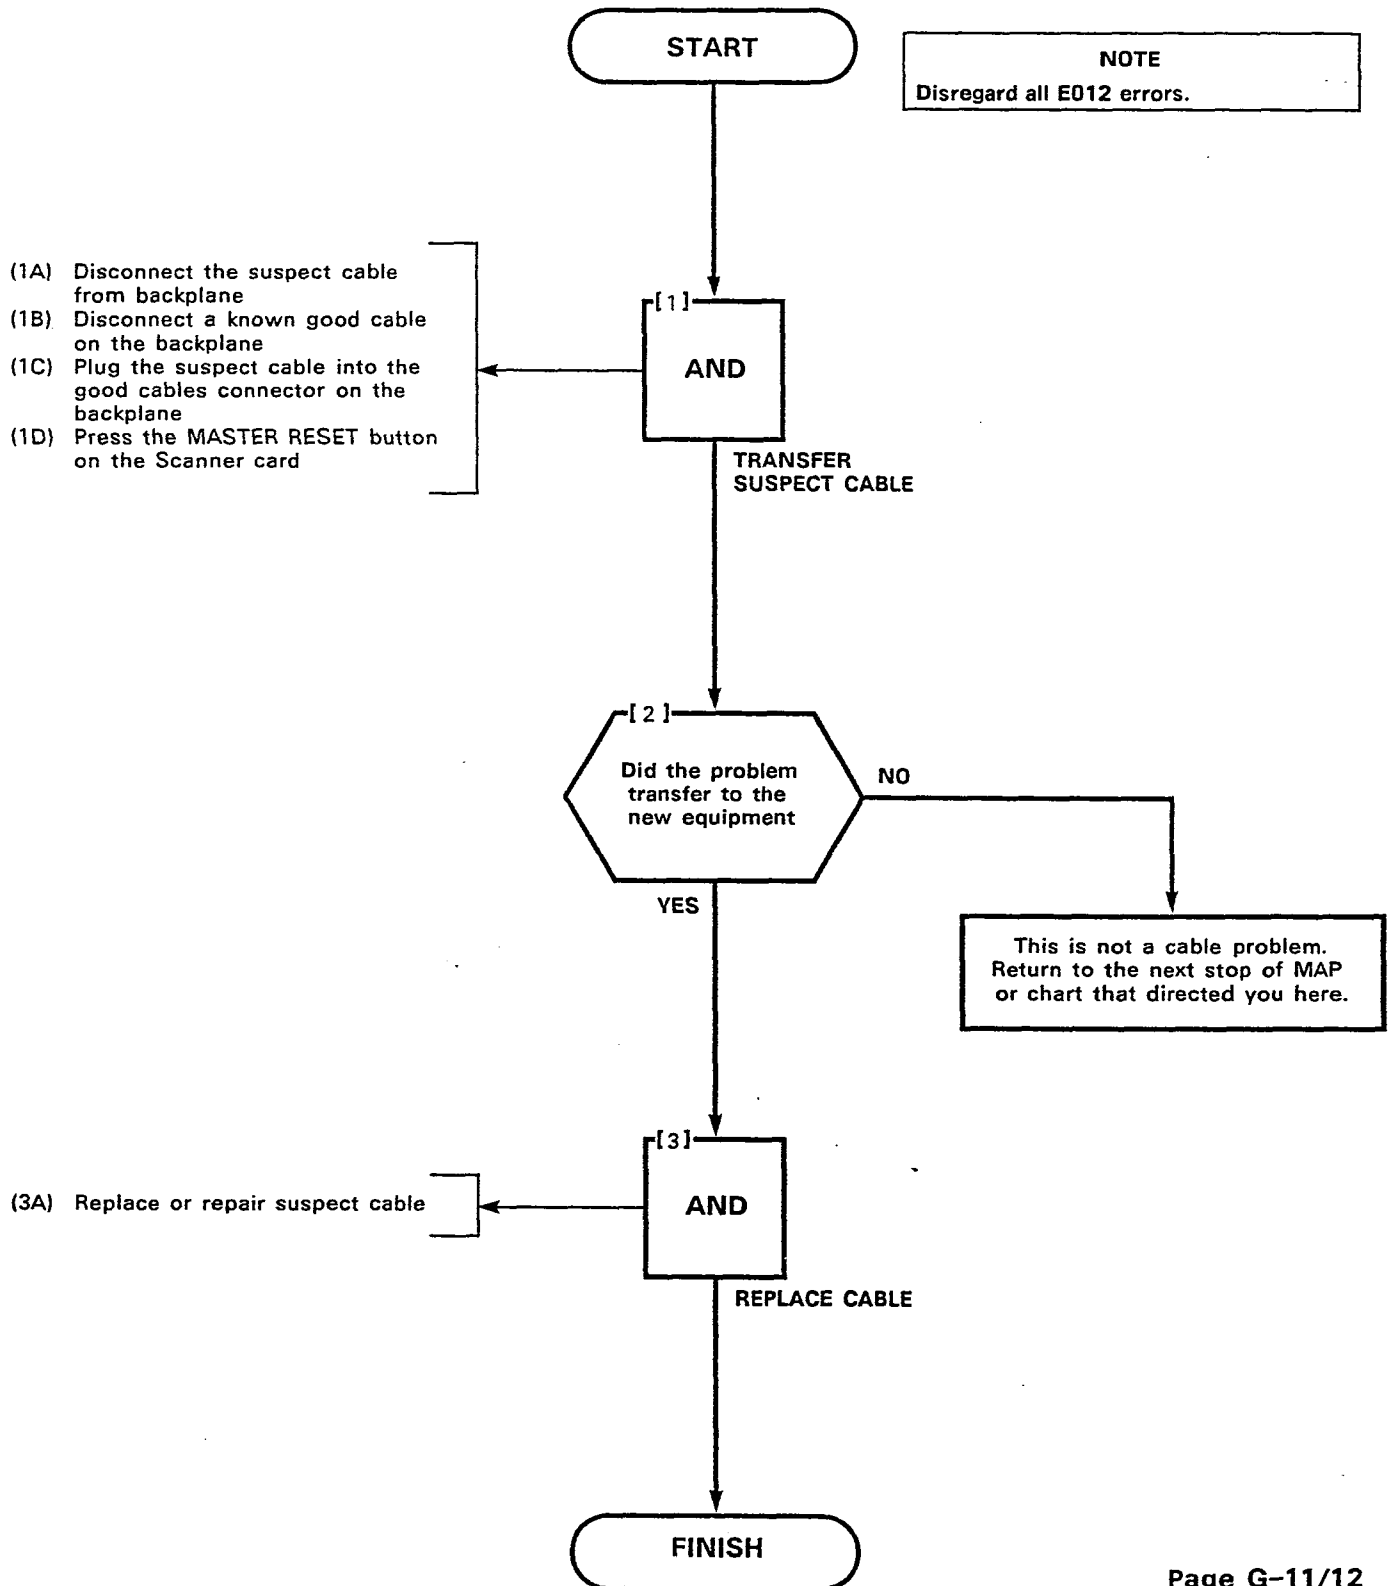 START
NOTE
Disregard all E012 errors.
(1A) Disconnect the suspect cable
from backplane
(1B) Disconnect a known good cable
on the backplane
(1C) Plug the suspect cable into the
good cables connector on the
backplane
(1D) Press the MASTER RESET button
on the Scanner card
[1]
AND
TRANSFER
SUSPECT CABLE
[2]
Did the problem
transfer to the
new equipment
NO
YES
This is not a cable problem.
Return to the next stop of MAP
or chart that directed you here.
[3]
AND
(3A) Replace or repair suspect cable
REPLACE CABLE
FINISH
Page G-11/12